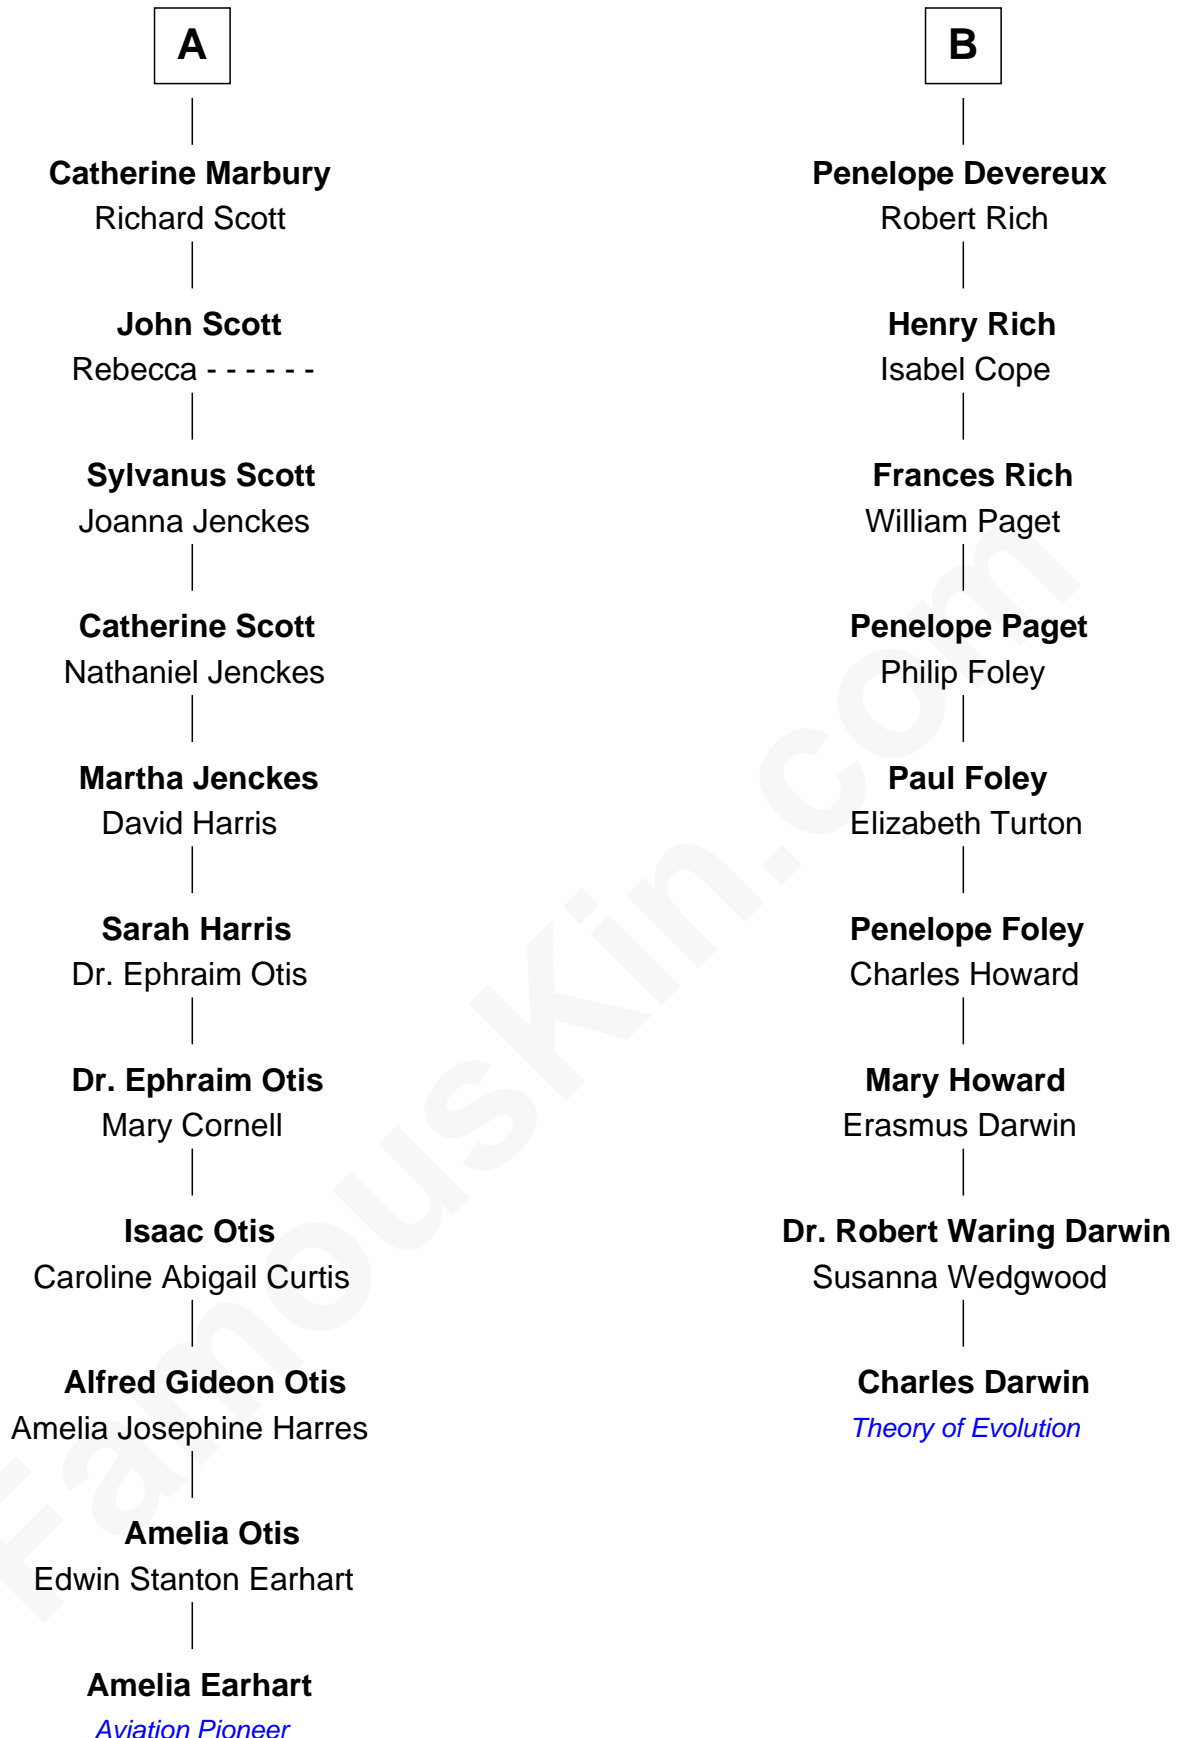 A
Catherine Marbury
Richard Scott
John Scott
Rebecca - - - - - -
Sylvanus Scott
Joanna Jenckes
Catherine Scott
Nathaniel Jenckes
Martha Jenckes
David Harris
Sarah Harris
Dr. Ephraim Otis
Dr. Ephraim Otis
Mary Cornell
Isaac Otis
Caroline Abigail Curtis
Alfred Gideon Otis
Amelia Josephine Harres
Amelia Otis
Edwin Stanton Earhart
Amelia Earhart
Aviation Pioneer
B
Penelope Devereux
Robert Rich
Henry Rich
Isabel Cope
Frances Rich
William Paget
Penelope Paget
Philip Foley
Paul Foley
Elizabeth Turton
Penelope Foley
Charles Howard
Mary Howard
Erasmus Darwin
Dr. Robert Waring Darwin
Susanna Wedgwood
Charles Darwin
Theory of Evolution
FamousKin.com